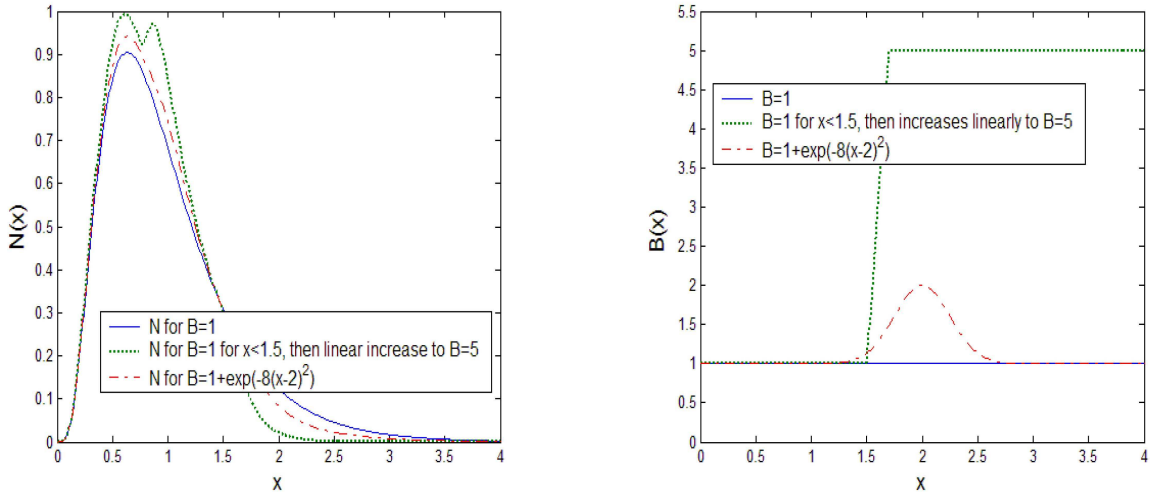 1
0.9
0.8
0.7
0.6
0.5
0.4
0.3
0.2
0.1
0
N(x)
N for B=1
N for B=1 for x<1.5, then linear increase to B=5
N for B=1+exp(-8(x-2)²)
0 0.5 1 1.5 2 2.5 3 3.5 4
x
5.5
5
4.5
4
3.5
3
2.5
2
1.5
1
0.5
0
B(x)
B=1
B=1 for x<1.5, then increases linearly to B=5
B=1+exp(-8(x-2)²)
0 0.5 1 1.5 2 2.5 3 3.5 4
x